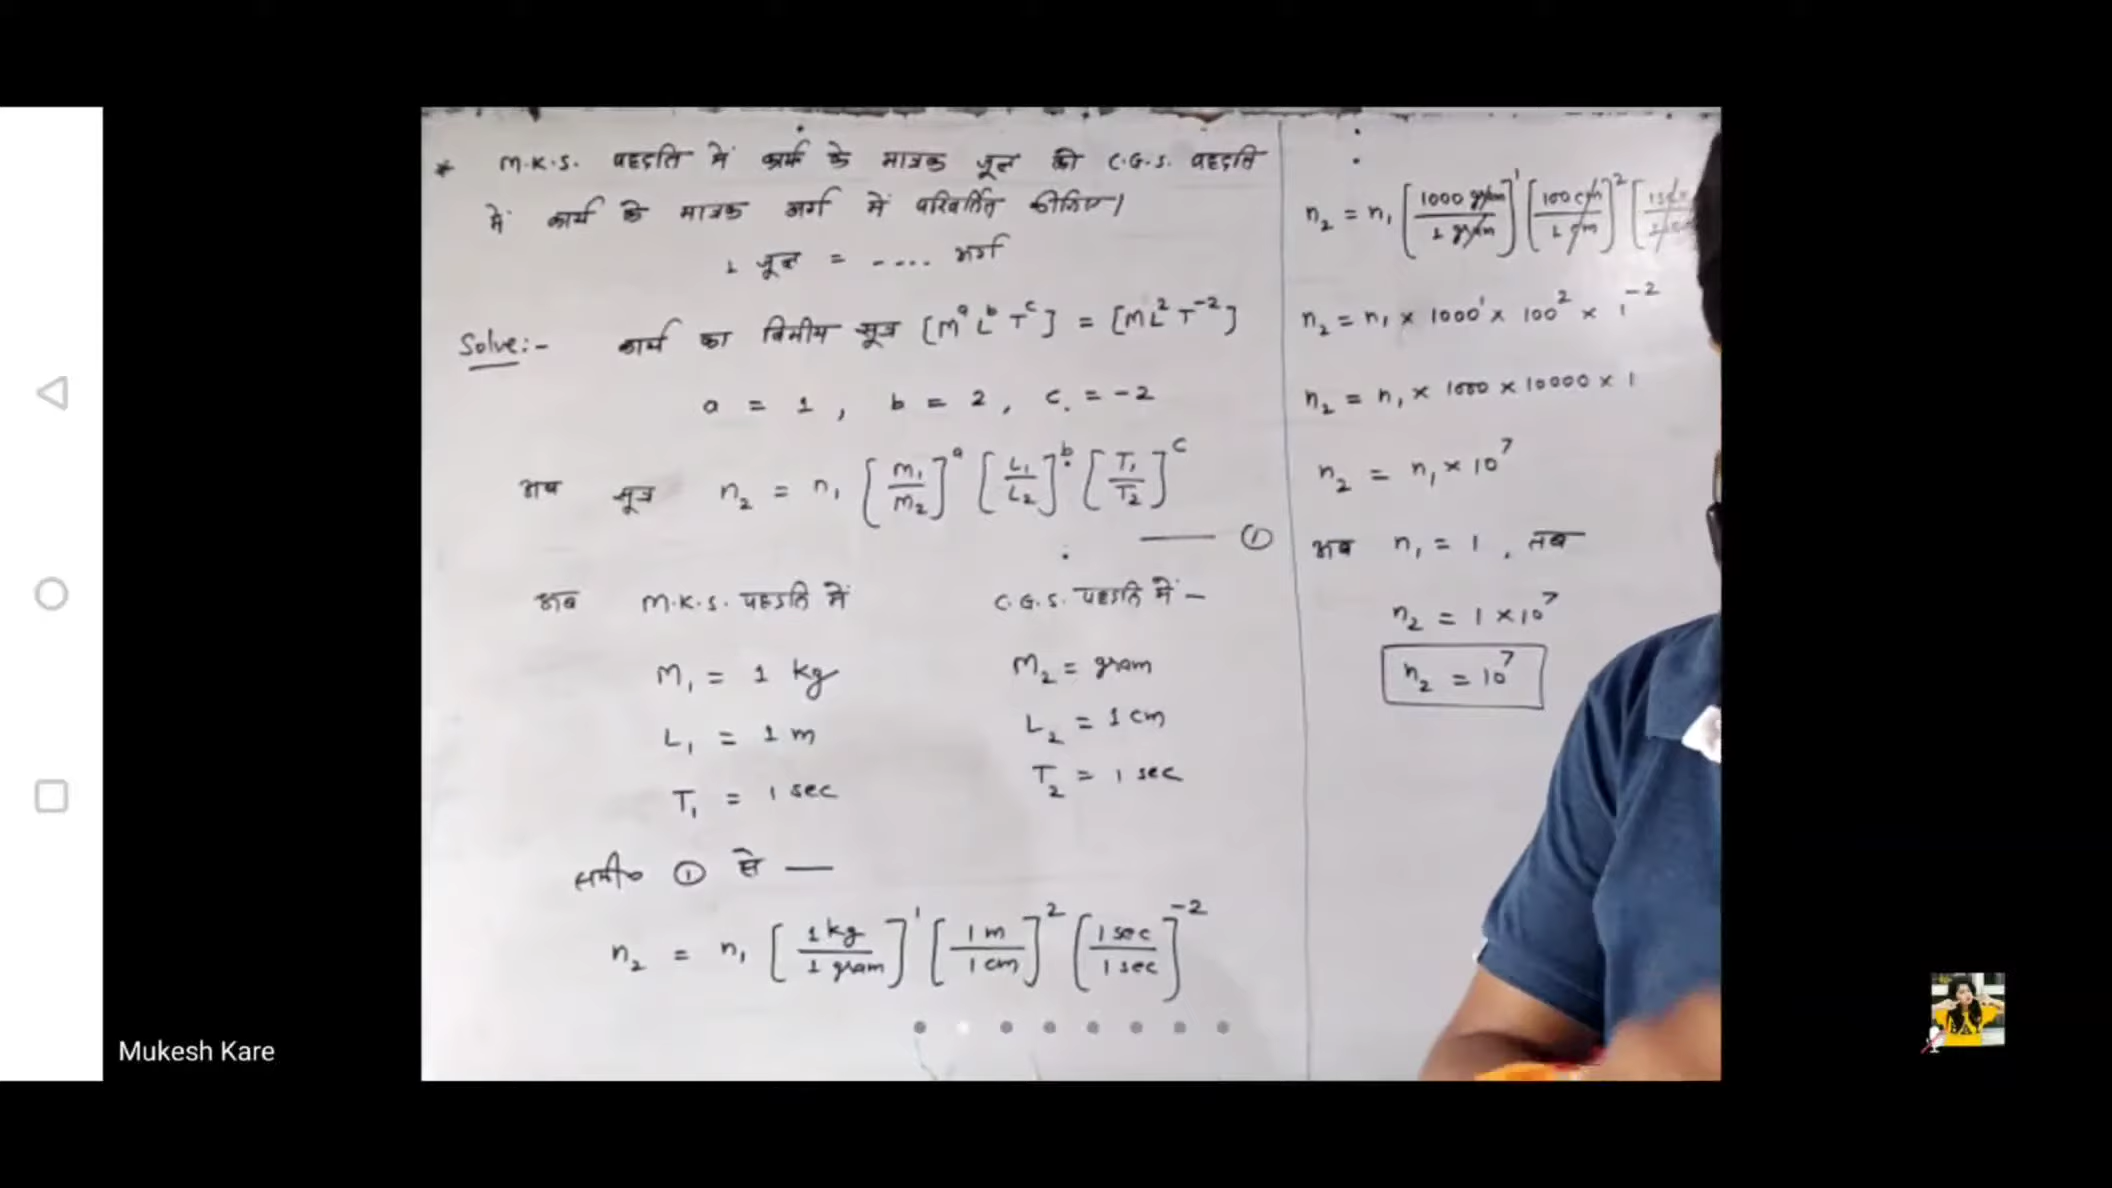 * M.K.S. पद्धति में कार्य के मात्रक जूल को C.G.S. पद्धति
में कार्य के मात्रक अर्ग में परिवर्तित कीजिए।
1 जूल = ---- अर्ग
Solve:- कार्य का विमीय सूत्र [M^a L^b T^c] = [ML^2 T^-2]
a = 1, b = 2, c = -2
अब सूत्र n₂ = n₁ [M₁/M₂]^a [L₁/L₂]^b [T₁/T₂]^c
—— ①
अब M.K.S. पद्धति में C.G.S. पद्धति में –
M₁ = 1 kg M₂ = gram
L₁ = 1 m L₂ = 1 cm
T₁ = 1 sec T₂ = 1 sec
समी० ① से —
n₂ = n₁ [1 kg/1 gram]^1 [1 m/1 cm]^2 [1 sec/1 sec]^-2
n₂ = n₁ [1000 gram/1 gram]^1 [100 cm/1 cm]^2
n₂ = n₁ × 1000^1 × 100^2 × 1^-2
n₂ = n₁ × 1000 × 10000 × 1
n₂ = n₁ × 10^7
अब n₁ = 1, तब
n₂ = 1 × 10^7
n₂ = 10^7
Mukesh Kare